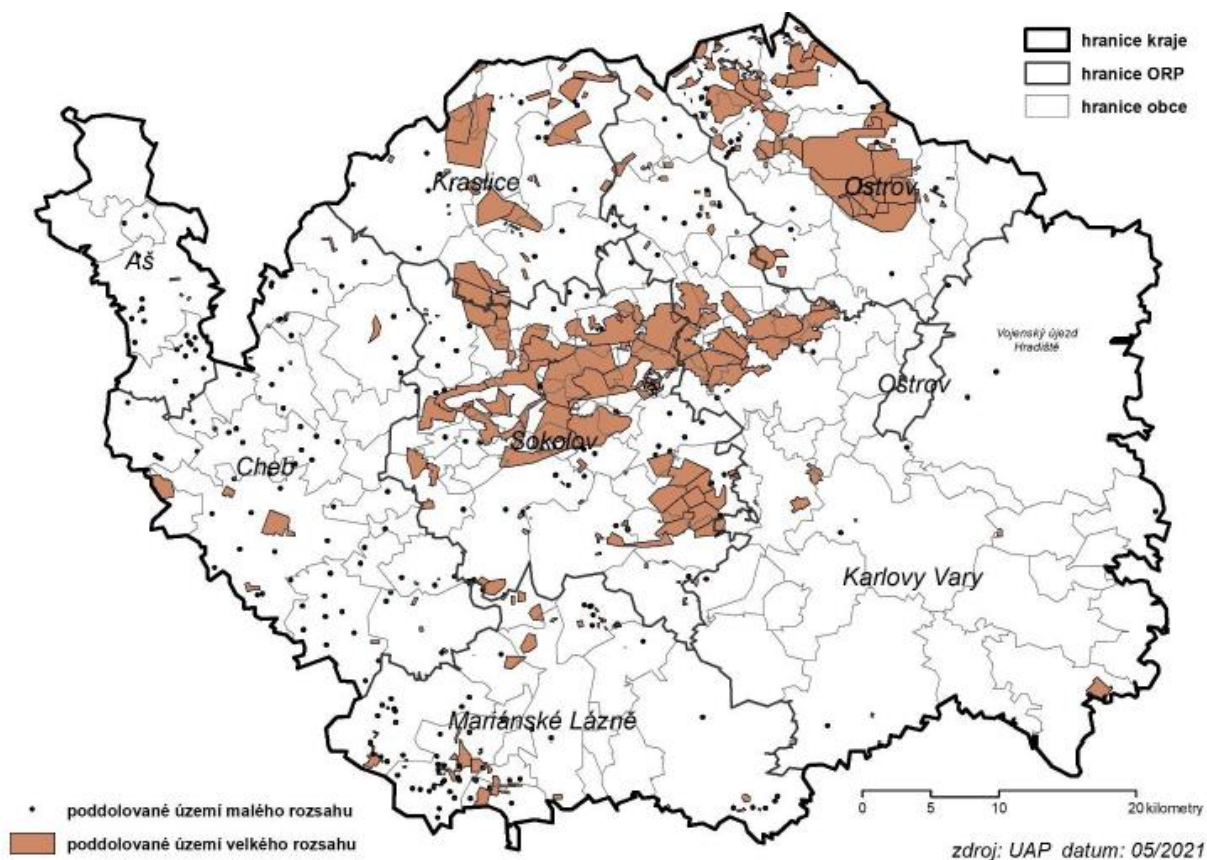 hranice kraje
hranice ORP
hranice obce
Kraslice
Ostrov
Aš
Vojenský újezd
Hradiště
Ostrov
Sokolov
Cheb
Karlovy Vary
Mariánské Lázně
poddolované území malého rozsahu
poddolované území velkého rozsahu
0 5 10 20 kilometry
zdroj: UAP datum: 05/2021